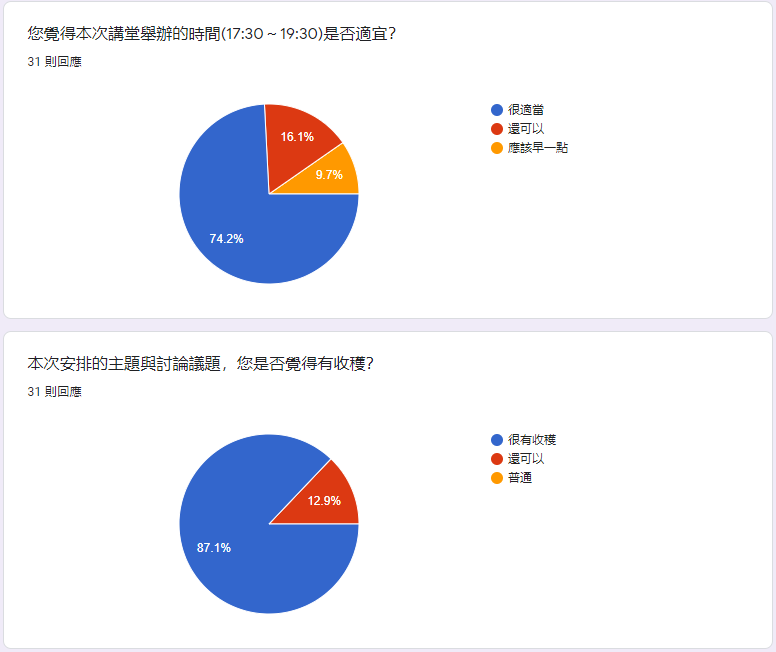 您覺得本次講堂舉辦的時間(17:30 ~ 19:30)是否適宜?
31 則回應
很適當
還可以
應該早一點
16.1%
9.7%
74.2%
本次安排的主題與討論議題，您是否覺得有收穫?
31 則回應
很有收穫
還可以
普通
12.9%
87.1%